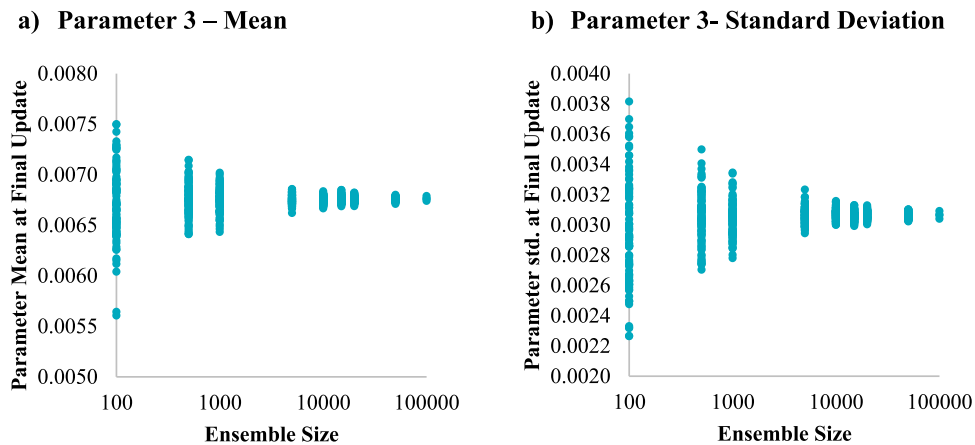 a) Parameter 3 – Mean
Parameter Mean at Final Update
0.0080
0.0075
0.0070
0.0065
0.0060
0.0055
0.0050
100 1000 10000 100000
Ensemble Size
b) Parameter 3- Standard Deviation
Parameter std. at Final Update
0.0040
0.0038
0.0036
0.0034
0.0032
0.0030
0.0028
0.0026
0.0024
0.0022
0.0020
100 1000 10000 100000
Ensemble Size